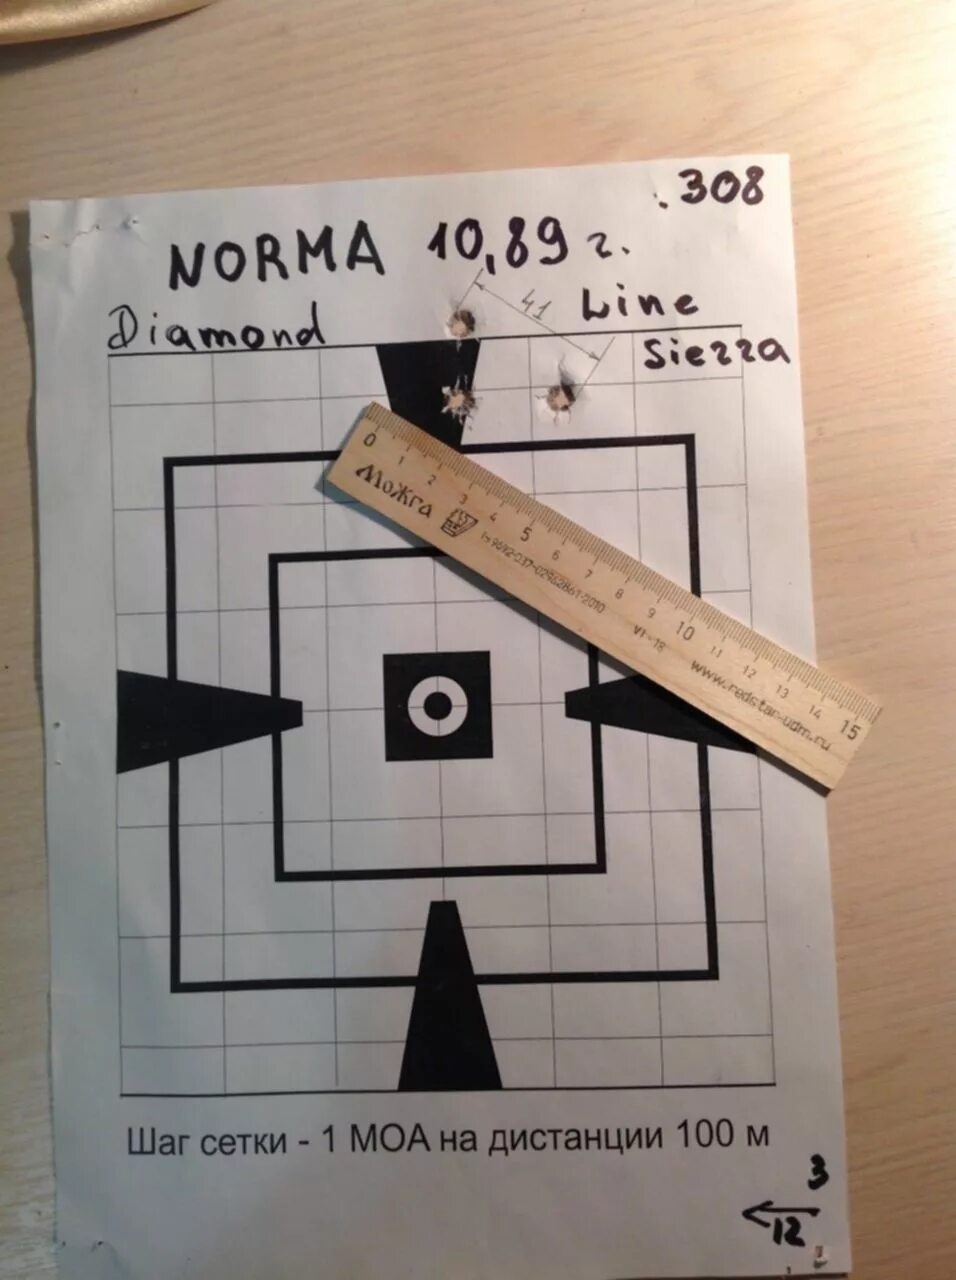 .308
NORMA 10,89 г.
41
Diamond Line
Sierra
0 1 2 3 4 5 6 7 8 9 10 11 12 13 14 15
Можга
www.redstar-udm.ru
Шаг сетки - 1 МОА на дистанции 100 м
3
12